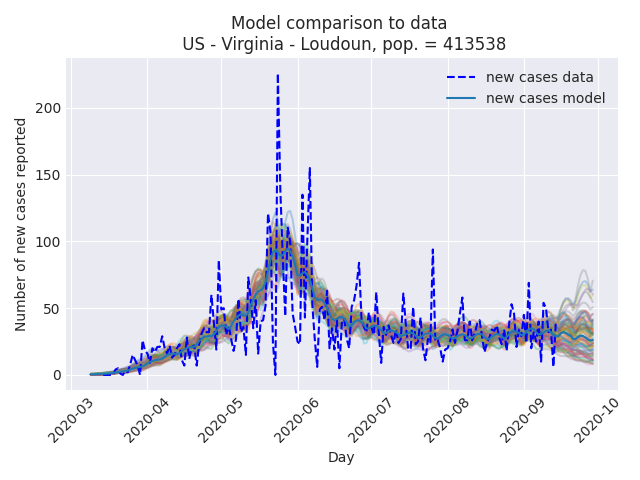 Model comparison to data
US - Virginia - Loudoun, pop. = 413538
new cases data
new cases model
Number of new cases reported
200
150
100
50
0
2020-03
2020-04
2020-05
2020-06
2020-07
2020-08
2020-09
2020-10
Day